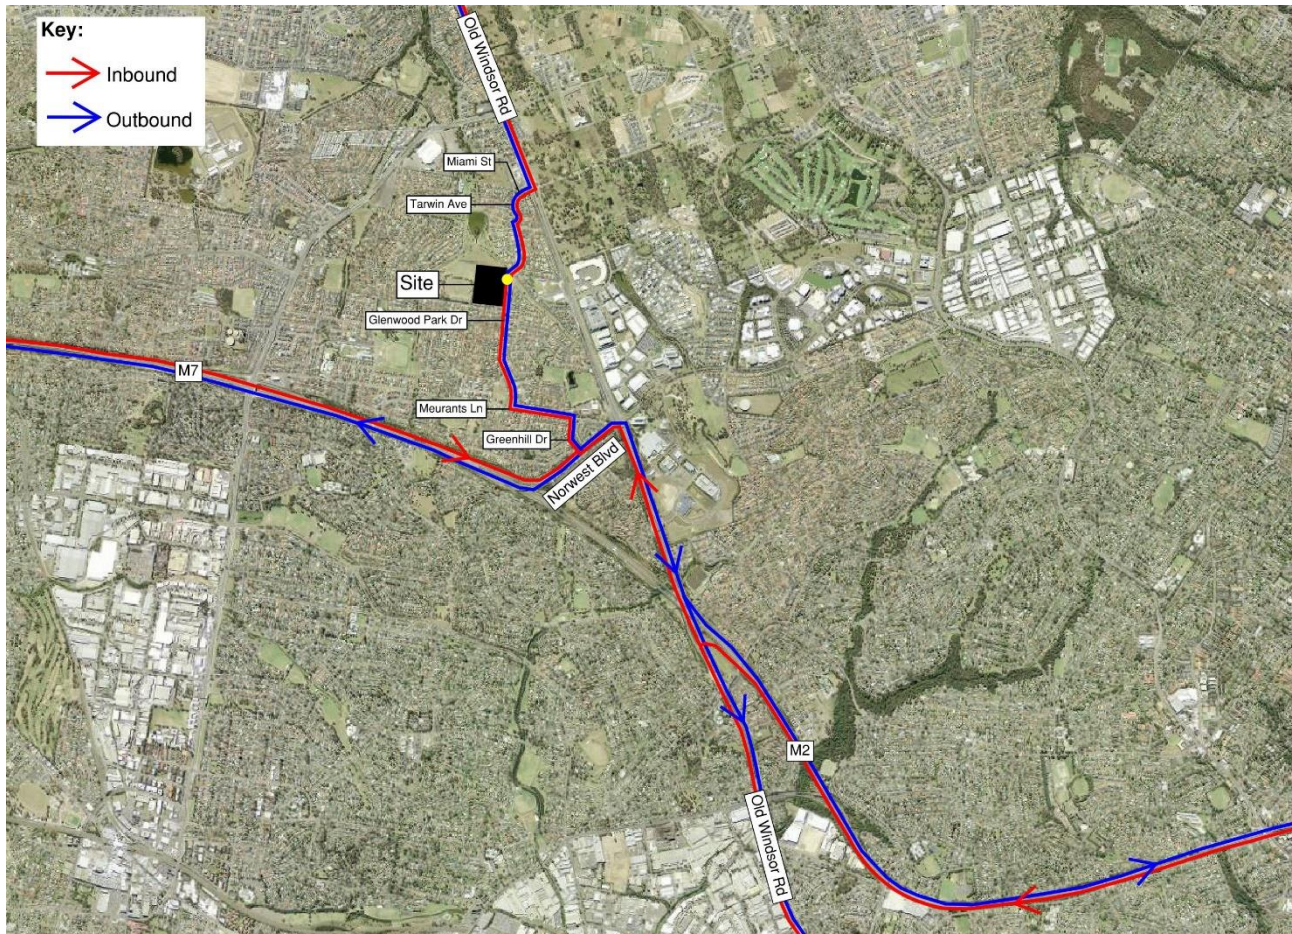 Key:
Inbound
Outbound
Old Windsor Rd
Miami St
Tarwin Ave
Site
Glenwood Park Dr
M7
Meurants Ln
Greenhill Dr
Norwest Blvd
M2
Old Windsor Rd